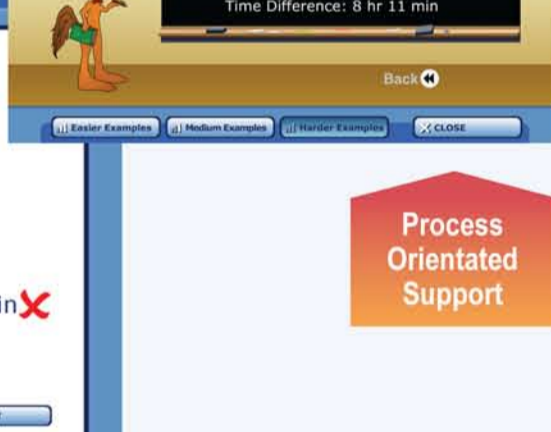 Time Difference: 8 hr 11 min
Back
Easier Examples
Medium Examples
Harder Examples
CLOSE
Process
Orientated
Support
in